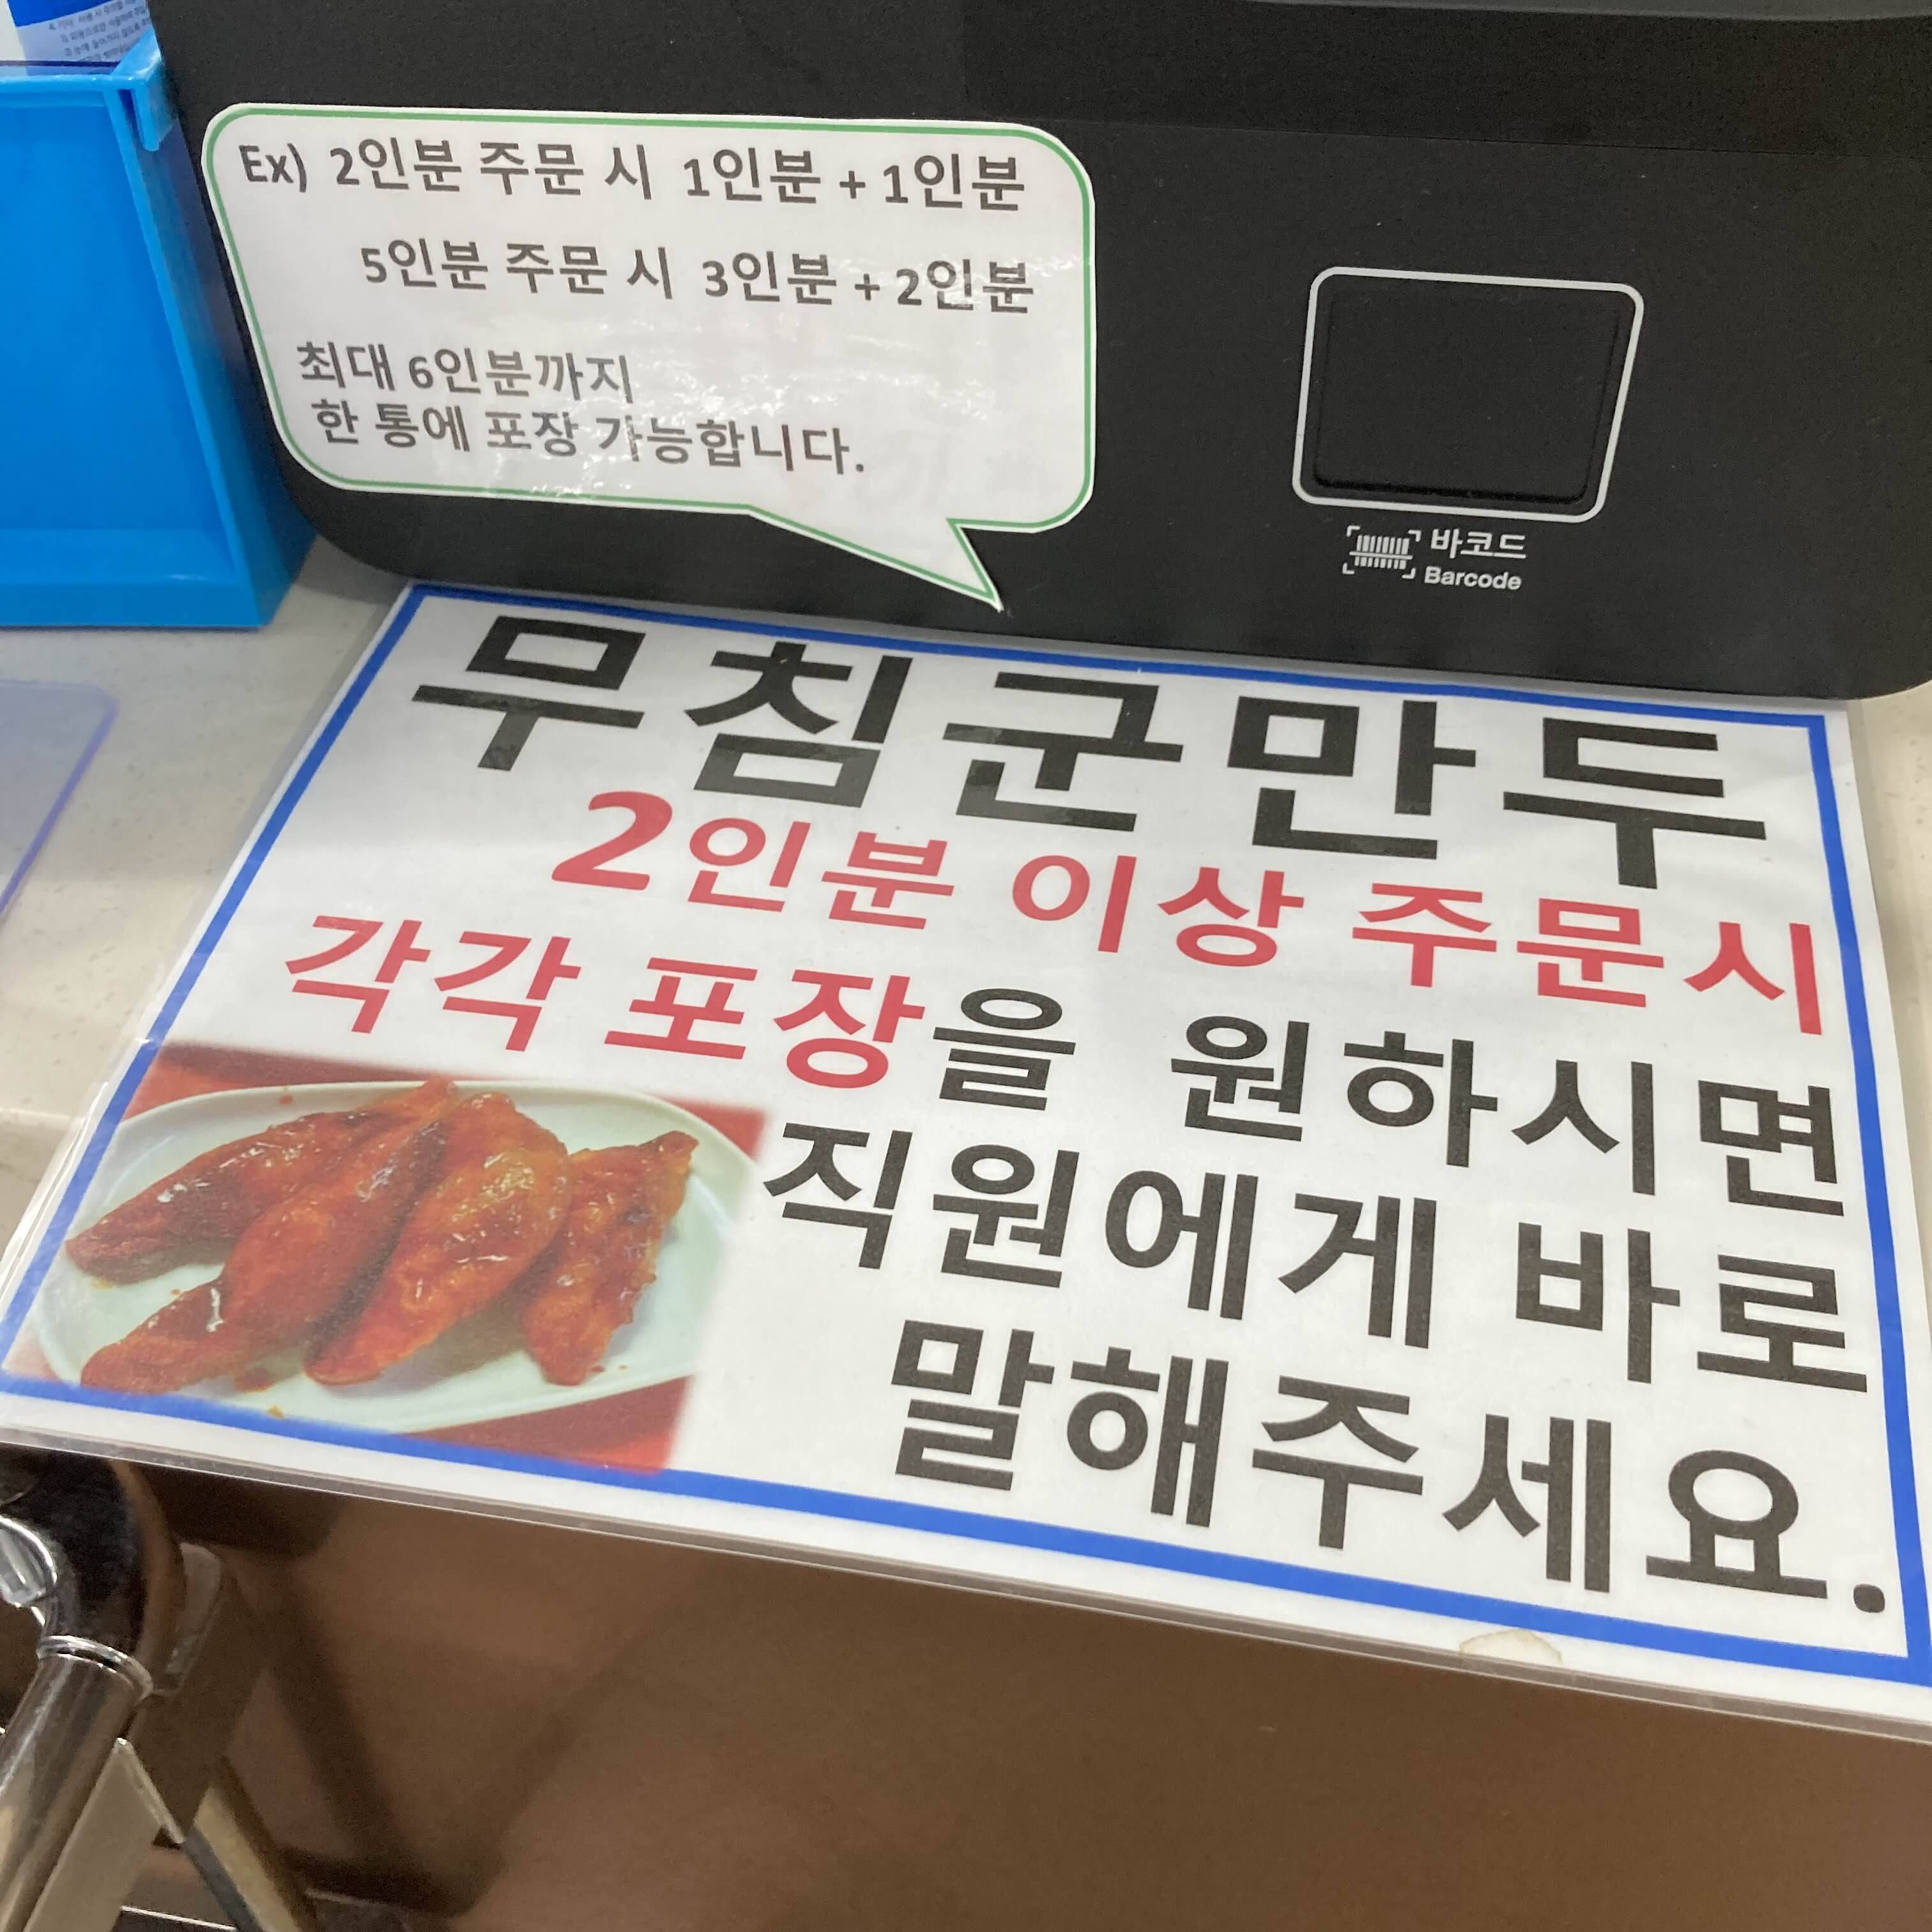 Ex) 2인분 주문 시 1인분 + 1인분
5인분 주문 시 3인분 + 2인분
최대 6인분까지
한 통에 포장 가능합니다.
바코드
Barcode
무침군만두
2인분 이상 주문시
각각 포장을 원하시면
직원에게 바로
말해주세요.